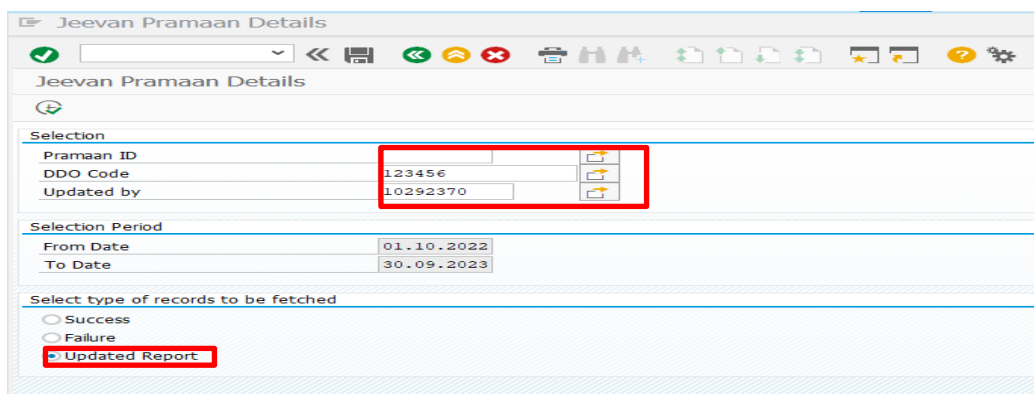 Jeevan Pramaan Details
Jeevan Pramaan Details
Selection
Pramaan ID
DDO Code 123456
Updated by 10292370
Selection Period
From Date 01.10.2022
To Date 30.09.2023
Select type of records to be fetched
Success
Failure
Updated Report